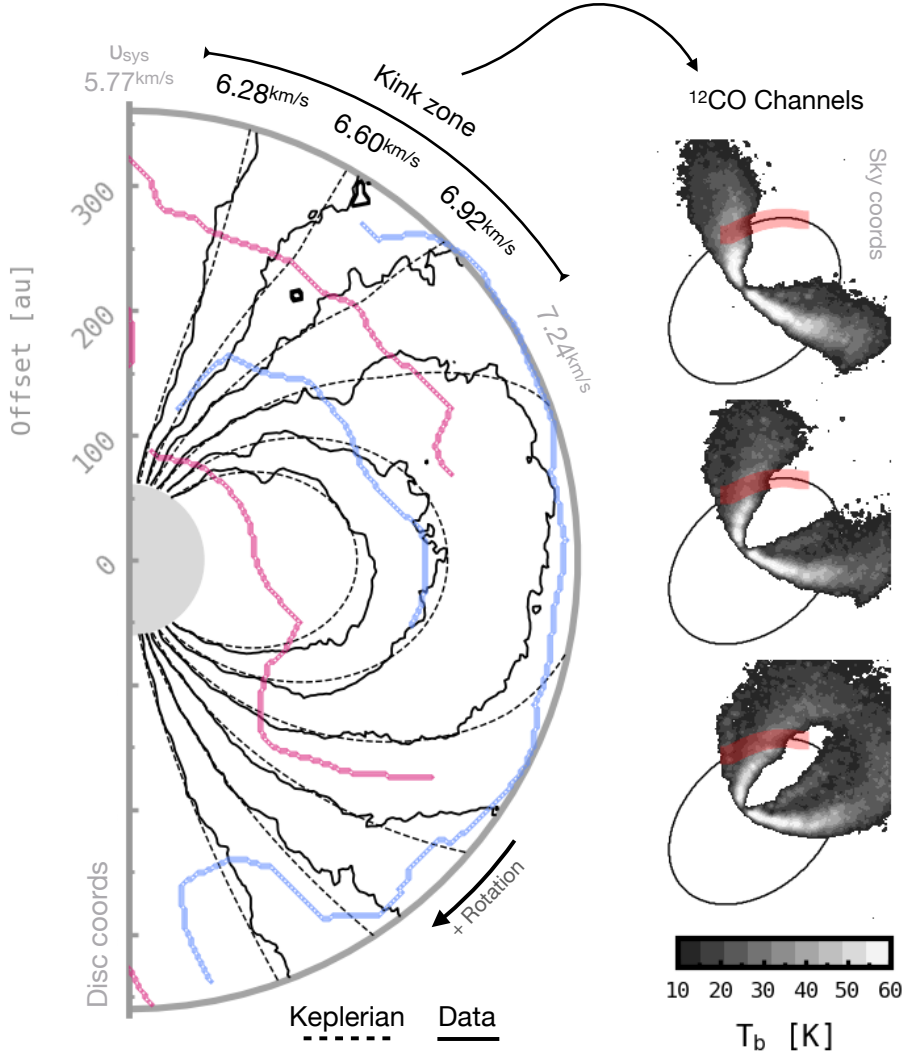 υsys
5.77km/s
6.28km/s
6.60km/s
Kink zone
6.92km/s
7.24km/s
300
200
100
0
Offset [au]
Disc coords
+ Rotation
Keplerian
Data
¹²CO Channels
Sky coords
10 20 30 40 50 60
Tb [K]